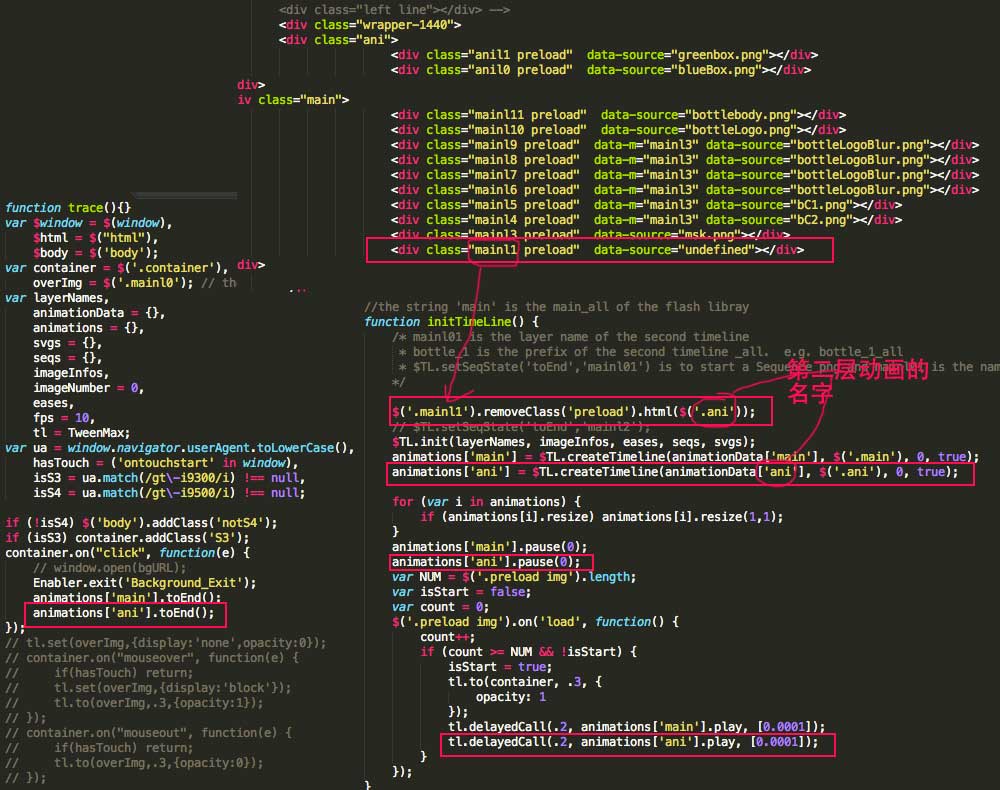 <div class="left line"></div> -->
<div class="wrapper-1440">
<div class="ani">
<div class="anil1 preload"  data-source="greenbox.png"></div>
<div class="anil0 preload"  data-source="blueBox.png"></div>
div>
iv class="main">
<div class="mainl11 preload"  data-source="bottlebody.png"></div>
<div class="mainl10 preload"  data-source="bottleLogo.png"></div>
<div class="mainl9 preload"  data-m="mainl3" data-source="bottleLogoBlur.png"></div>
<div class="mainl8 preload"  data-m="mainl3" data-source="bottleLogoBlur.png"></div>
<div class="mainl7 preload"  data-m="mainl3" data-source="bottleLogoBlur.png"></div>
<div class="mainl6 preload"  data-m="mainl3" data-source="bottleLogoBlur.png"></div>
<div class="mainl5 preload"  data-m="mainl3" data-source="bC1.png"></div>
<div class="mainl4 preload"  data-m="mainl3" data-source="bC2.png"></div>
<div class="mainl3 preload"  data-source="msk.png"></div>
<div class="mainl1 preload"  data-source="undefined"></div>
div>
function trace(){}
var $window = $(window),
$html = $("html"),
$body = $('body');
var container = $('.container'),
overImg = $('.mainl0'); // th
var layerNames,
animationData = {},
animations = {},
svgs = {},
seqs = {},
imageInfos,
imageNumber = 0,
eases,
fps = 10,
tl = TweenMax;
var ua = window.navigator.userAgent.toLowerCase(),
hasTouch = ('ontouchstart' in window),
isS3 = ua.match(/gt\-i9300/i) !== null,
isS4 = ua.match(/gt\-i9500/i) !== null;
if (!isS4) $('body').addClass('notS4');
if (isS3) container.addClass('S3');
container.on("click", function(e) {
// window.open(bgURL);
Enabler.exit('Background_Exit');
animations['main'].toEnd();
animations['ani'].toEnd();
});
// tl.set(overImg,{display:'none',opacity:0});
// container.on("mouseover", function(e) {
//     if(hasTouch) return;
//     tl.set(overImg,{display:'block'});
//     tl.to(overImg,.3,{opacity:1});
// });
// container.on("mouseout", function(e) {
//     if(hasTouch) return;
//     tl.to(overImg,.3,{opacity:0});
// });
//the string 'main' is the main_all of the flash libray
function initTimeLine() {
/* mainl01 is the layer name of the second timeline
* bottle_1 is the prefix of the second timeline _all.  e.g. bottle_1_all
* $TL.setSeqState('toEnd','mainl01') is to start a Sequence is the nam
*/
第二层动画的
名字
$('.mainl1').removeClass('preload').html($('.ani'));
// $TL.setSeqState('toEnd','mainl2');
$TL.init(layerNames, imageInfos, eases, seqs, svgs);
animations['main'] = $TL.createTimeline(animationData['main'], $('.main'), 0, true);
animations['ani'] = $TL.createTimeline(animationData['ani'], $('.ani'), 0, true);
for (var i in animations) {
if (animations[i].resize) animations[i].resize(1,1);
}
animations['main'].pause(0);
animations['ani'].pause(0);
var NUM = $('.preload img').length;
var isStart = false;
var count = 0;
$('.preload img').on('load', function() {
count++;
if (count >= NUM && !isStart) {
isStart = true;
tl.to(container, .3, {
opacity: 1
});
tl.delayedCall(.2, animations['main'].play, [0.0001]);
tl.delayedCall(.2, animations['ani'].play, [0.0001]);
}
});
}